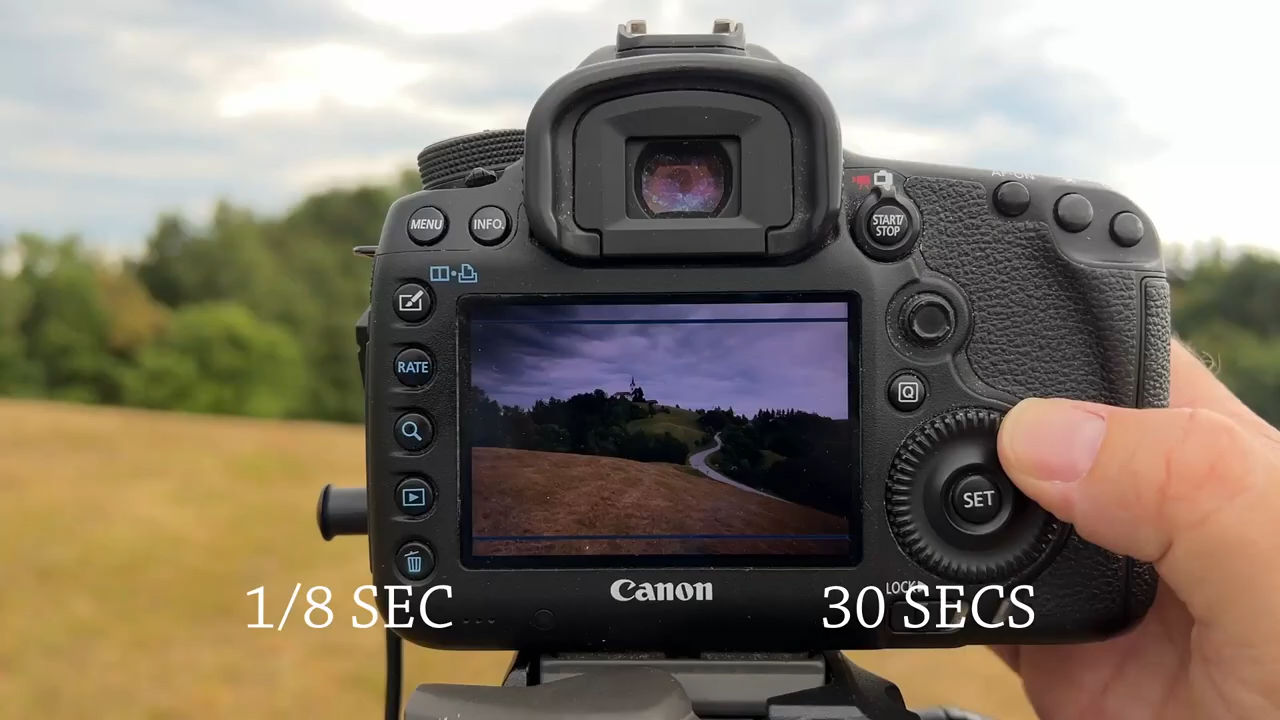 MENU
INFO.
START/
STOP
AF-ON
RATE
Q
SET
Canon
LOCK
1/8 SEC
30 SECS